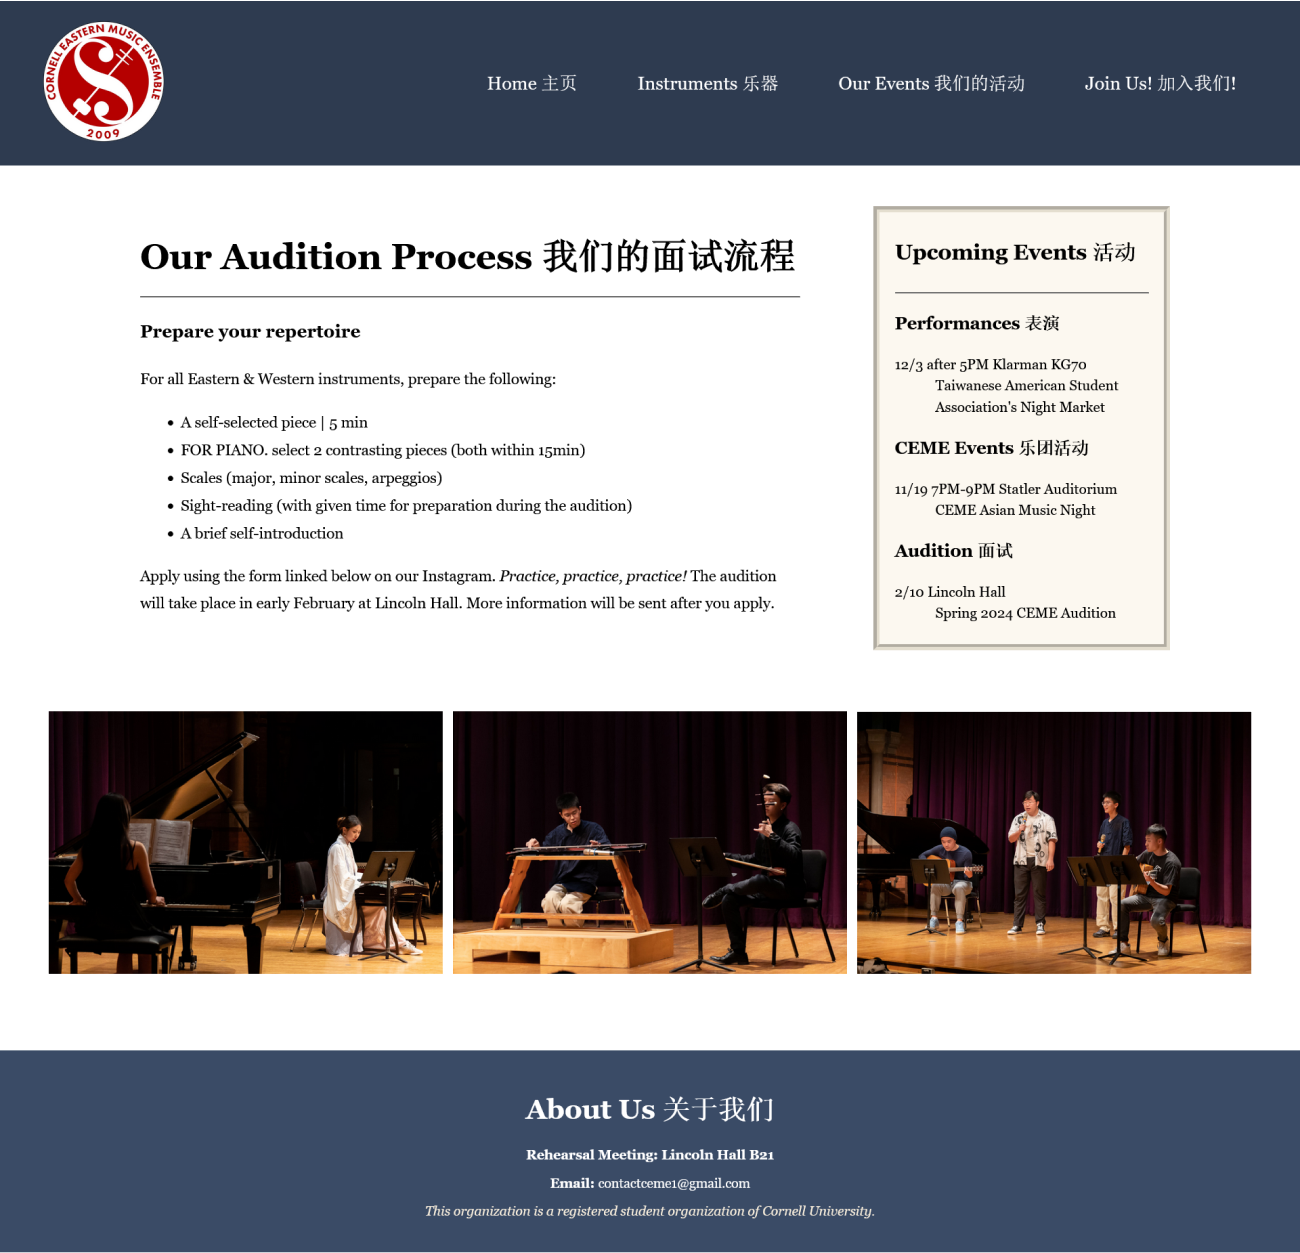 CORNELL EASTERN MUSIC ENSEMBLE
2009
Home 主页
Instruments 乐器
Our Events 我们的活动
Join Us! 加入我们!
Our Audition Process 我们的面试流程
Prepare your repertoire
For all Eastern & Western instruments, prepare the following:
• A self-selected piece | 5 min
• FOR PIANO. select 2 contrasting pieces (both within 15min)
• Scales (major, minor scales, arpeggios)
• Sight-reading (with given time for preparation during the audition)
• A brief self-introduction
Apply using the form linked below on our Instagram. Practice, practice, practice! The audition
will take place in early February at Lincoln Hall. More information will be sent after you apply.
Upcoming Events 活动
Performances 表演
12/3 after 5PM Klarman KG70
Taiwanese American Student
Association's Night Market
CEME Events 乐团活动
11/19 7PM-9PM Statler Auditorium
CEME Asian Music Night
Audition 面试
2/10 Lincoln Hall
Spring 2024 CEME Audition
About Us 关于我们
Rehearsal Meeting: Lincoln Hall B21
Email: contactceme1@gmail.com
This organization is a registered student organization of Cornell University.